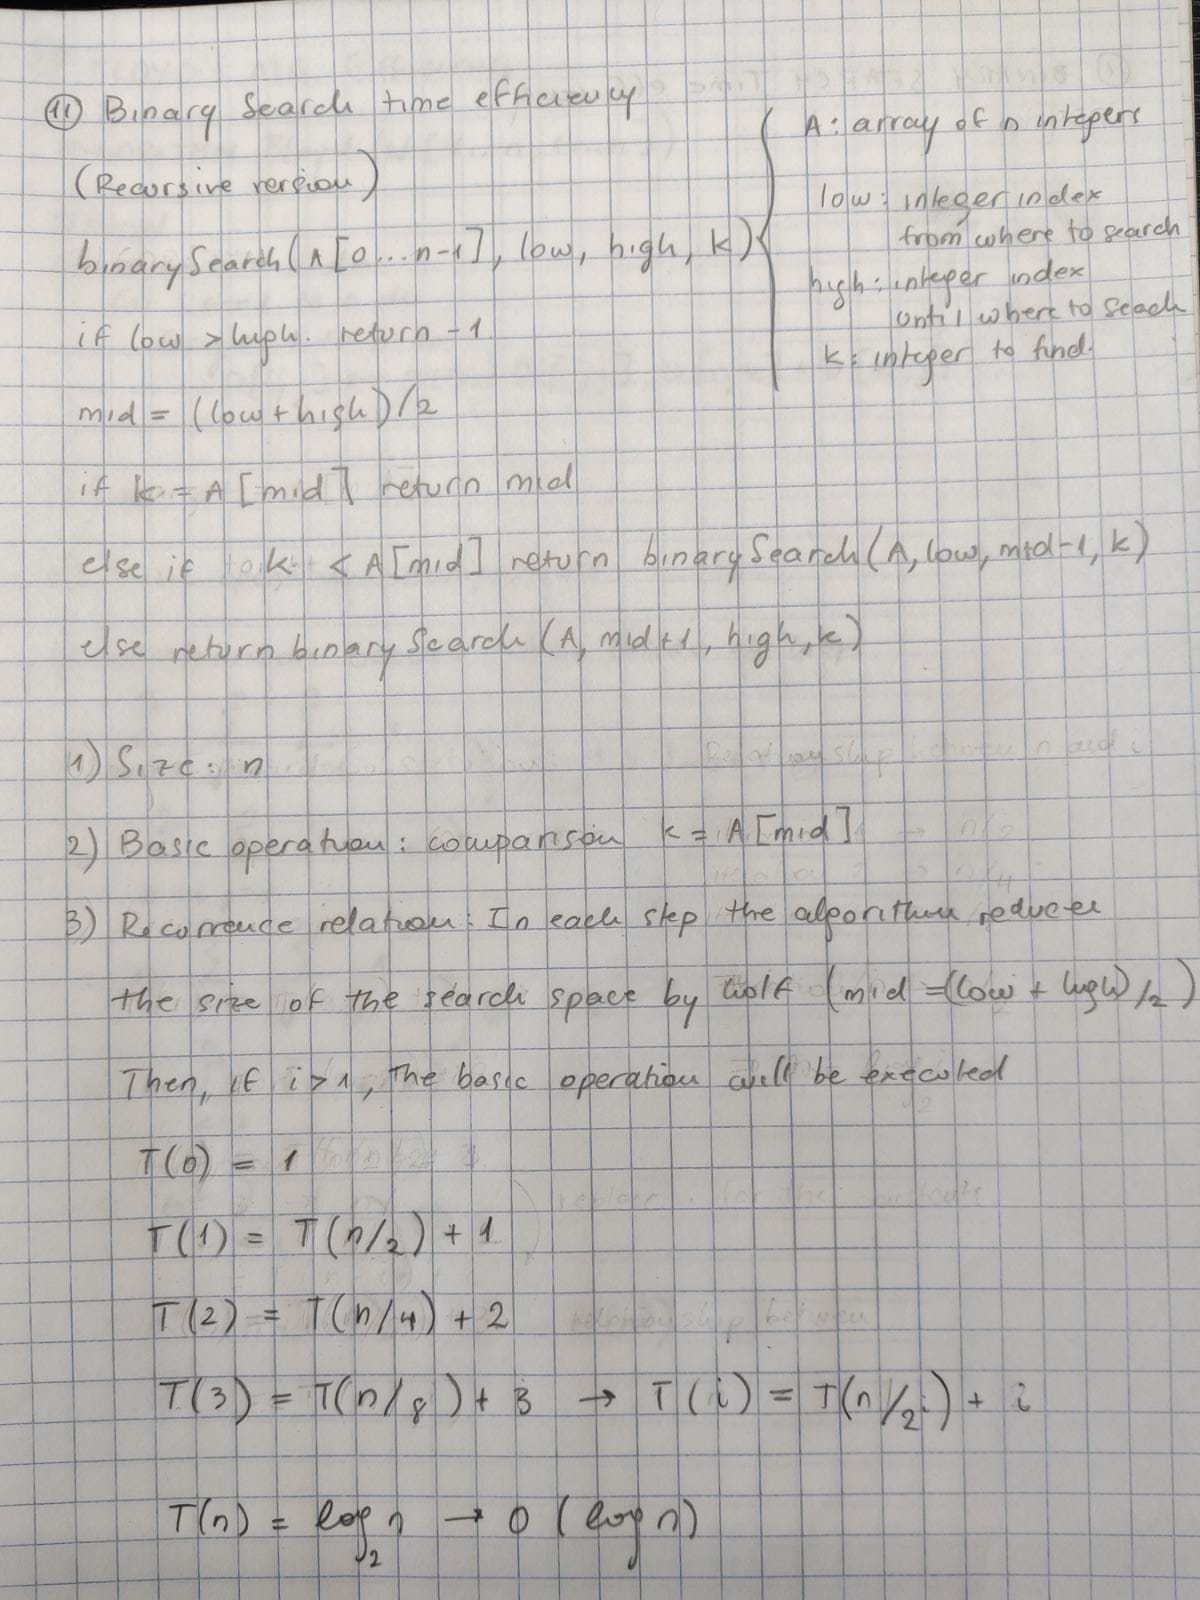 11 Binary Search time efficiency
(Recursive version)
binarySearch(A[0...n-1], low, high, k)
A: array of n integers
low: integer index
from where to search
high: integer index
until where to seach
k: integer to find.
if low > high. return -1
mid = (low + high)/2
if k = A[mid] return mid
else if k < A[mid] return binarySearch(A, low, mid-1, k)
else return binarySearch(A, mid+1, high, k)
1) Size: n
2) Basic operation: comparison k = A[mid]
3) Recurrence relation: In each step the algorithm reduces
the size of the search space by half (mid = (low + high)/2)
Then, if i > 1, the basic operation will be executed
T(0) = 1
T(1) = T(n/2) + 1
T(2) = T(n/4) + 2
T(3) = T(n/8) + 3 → T(i) = T(n/2i) + i
T(n) = log₂ n → O(log n)